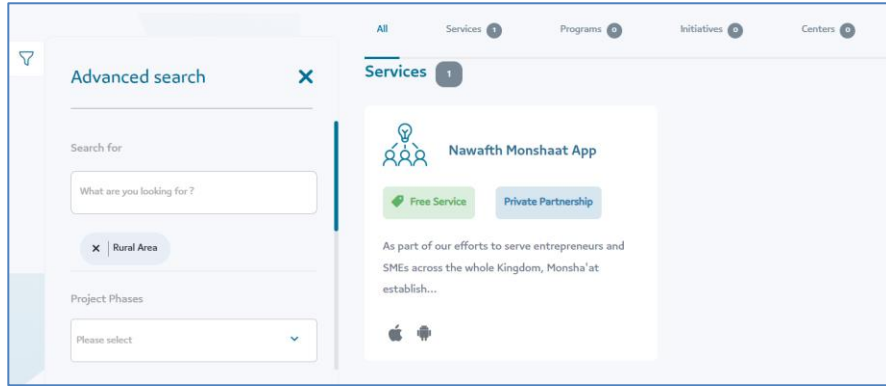 All
Services 1
Programs 0
Initiatives 0
Centers 0
Advanced search
Search for
What are you looking for ?
Rural Area
Project Phases
Please select
Services 1
Nawafth Monshaat App
Free Service
Private Partnership
As part of our efforts to serve entrepreneurs and
SMEs across the whole Kingdom, Monsha'at
establish...